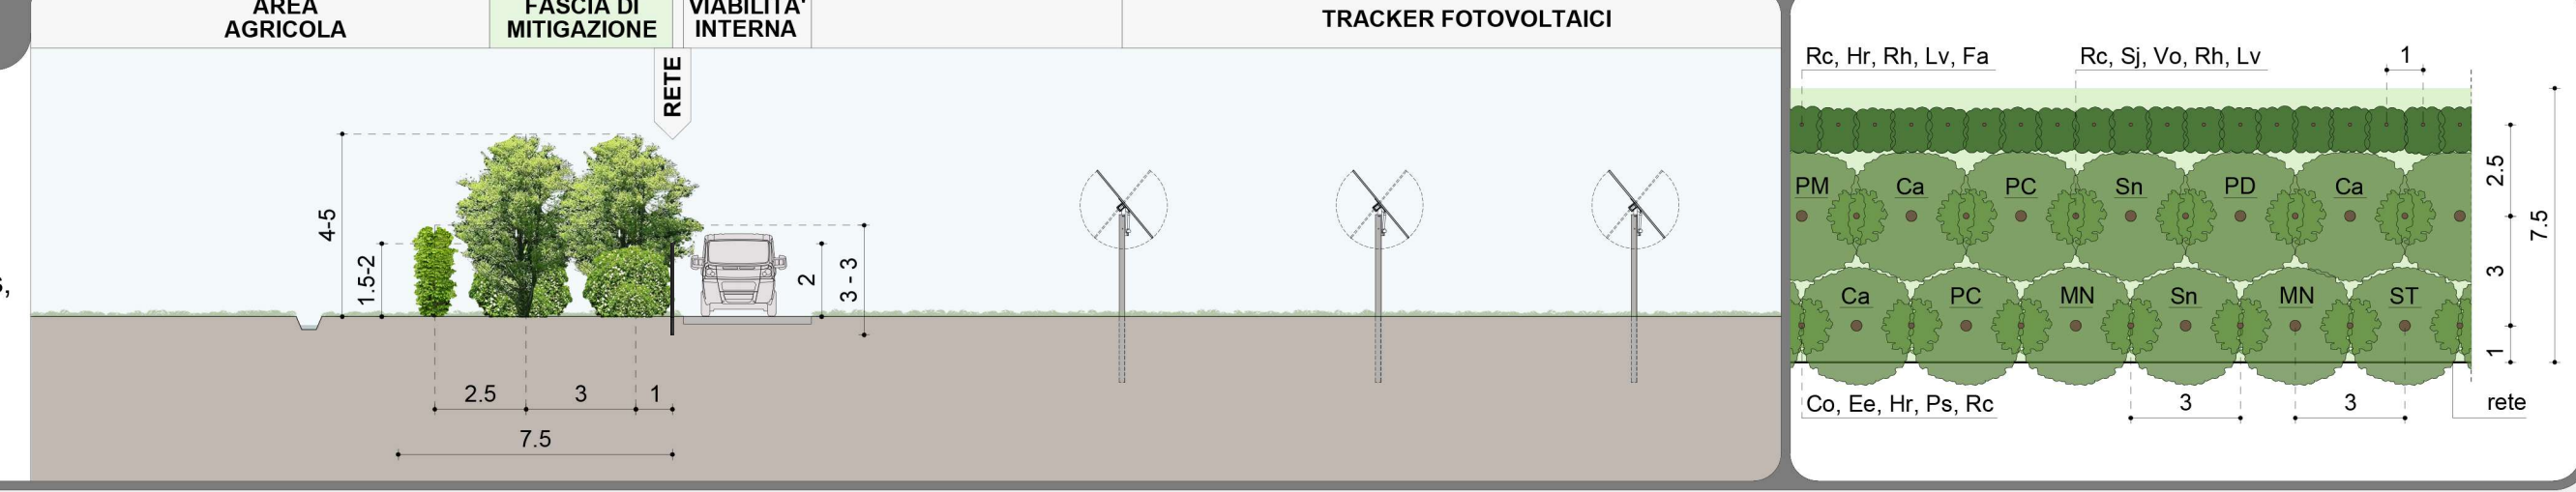 AREA
AGRICOLA
FASCIA DI
MITIGAZIONE
VIABILITA'
INTERNA
TRACKER FOTOVOLTAICI
RETE
4-5
1.5-2
2
3 - 3
2.5
3
1
7.5
Rc, Hr, Rh, Lv, Fa
Rc, Sj, Vo, Rh, Lv
1
PM
Ca
PC
Sn
PD
Ca
2.5
7.5
3
Ca
PC
MN
Sn
MN
ST
1
Co, Ee, Hr, Ps, Rc
3
3
rete